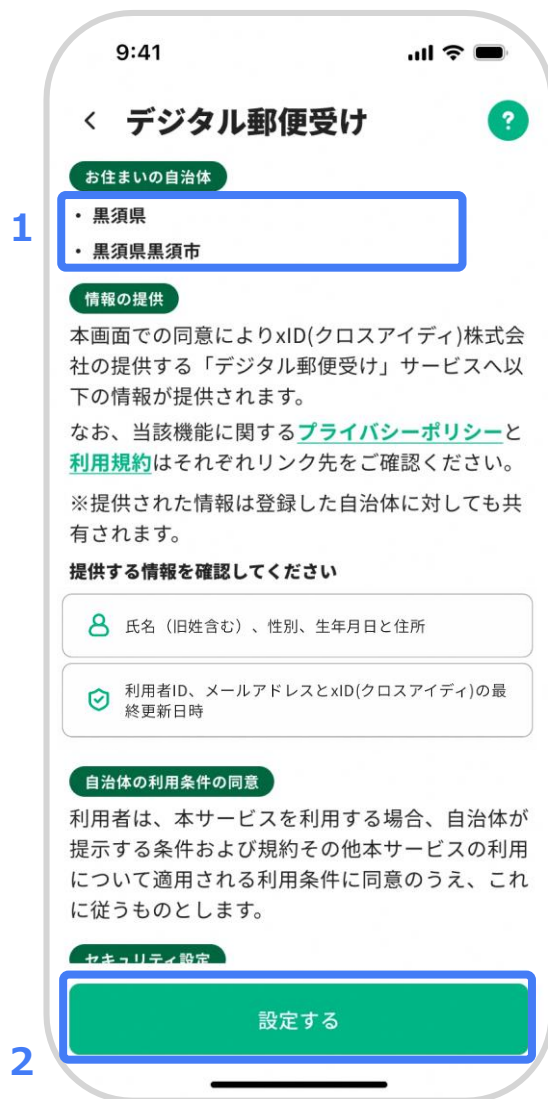 9:41
デジタル郵便受け
?
お住まいの自治体
1
・ 黒須県
・ 黒須県黒須市
情報の提供
本画面での同意によりxID(クロスアイディ)株式会
社の提供する「デジタル郵便受け」サービスへ以
下の情報が提供されます。
なお、当該機能に関するプライバシーポリシーと
利用規約はそれぞれリンク先をご確認ください。
※提供された情報は登録した自治体に対しても共
有されます。
提供する情報を確認してください
氏名（旧姓含む）、性別、生年月日と住所
利用者ID、メールアドレスとxID(クロスアイディ)の最
終更新日時
自治体の利用条件の同意
利用者は、本サービスを利用する場合、自治体が
提示する条件および規約その他本サービスの利用
について適用される利用条件に同意のうえ、これ
に従うものとします。
セキュリティ設定
設定する
2